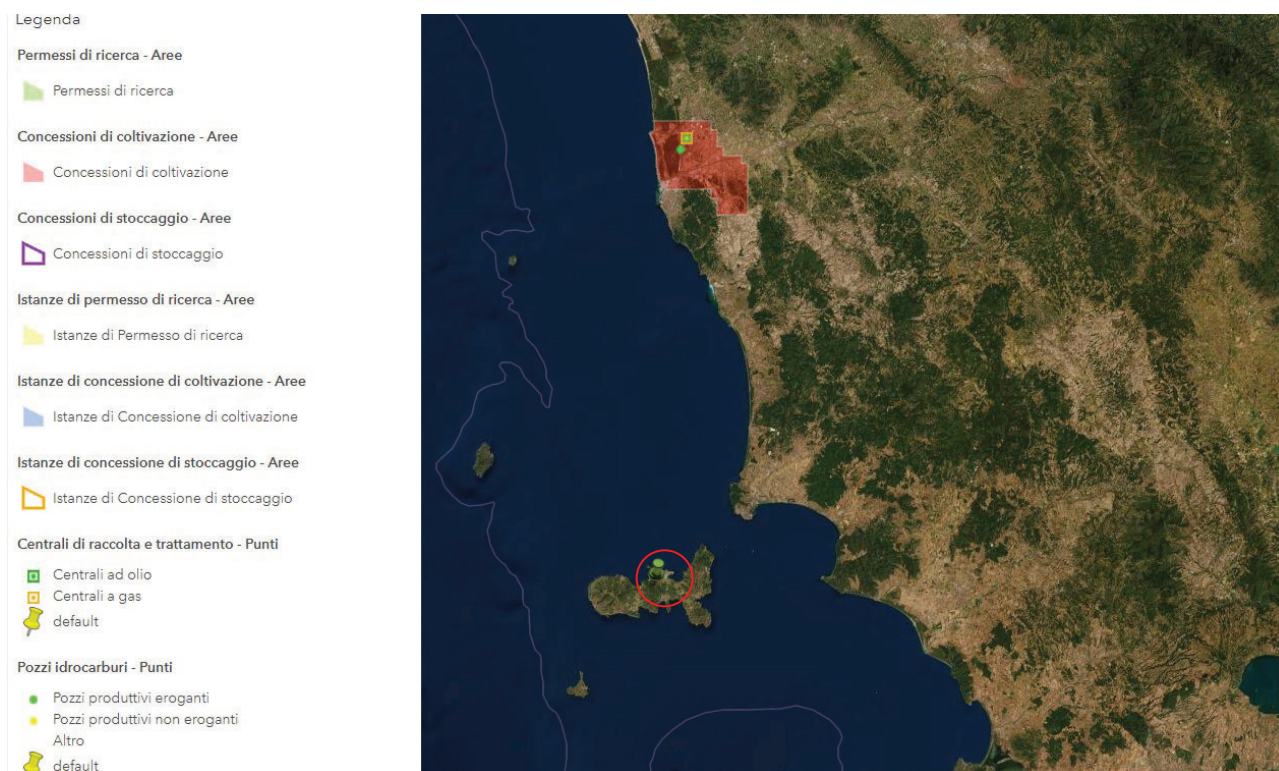 Legenda
Permessi di ricerca - Aree
Permessi di ricerca
Concessioni di coltivazione - Aree
Concessioni di coltivazione
Concessioni di stoccaggio - Aree
Concessioni di stoccaggio
Istanze di permesso di ricerca - Aree
Istanze di Permesso di ricerca
Istanze di concessione di coltivazione - Aree
Istanze di Concessione di coltivazione
Istanze di concessione di stoccaggio - Aree
Istanze di Concessione di stoccaggio
Centrali di raccolta e trattamento - Punti
Centrali ad olio
Centrali a gas
default
Pozzi idrocarburi - Punti
Pozzi produttivi eroganti
Pozzi produttivi non eroganti
Altro
default